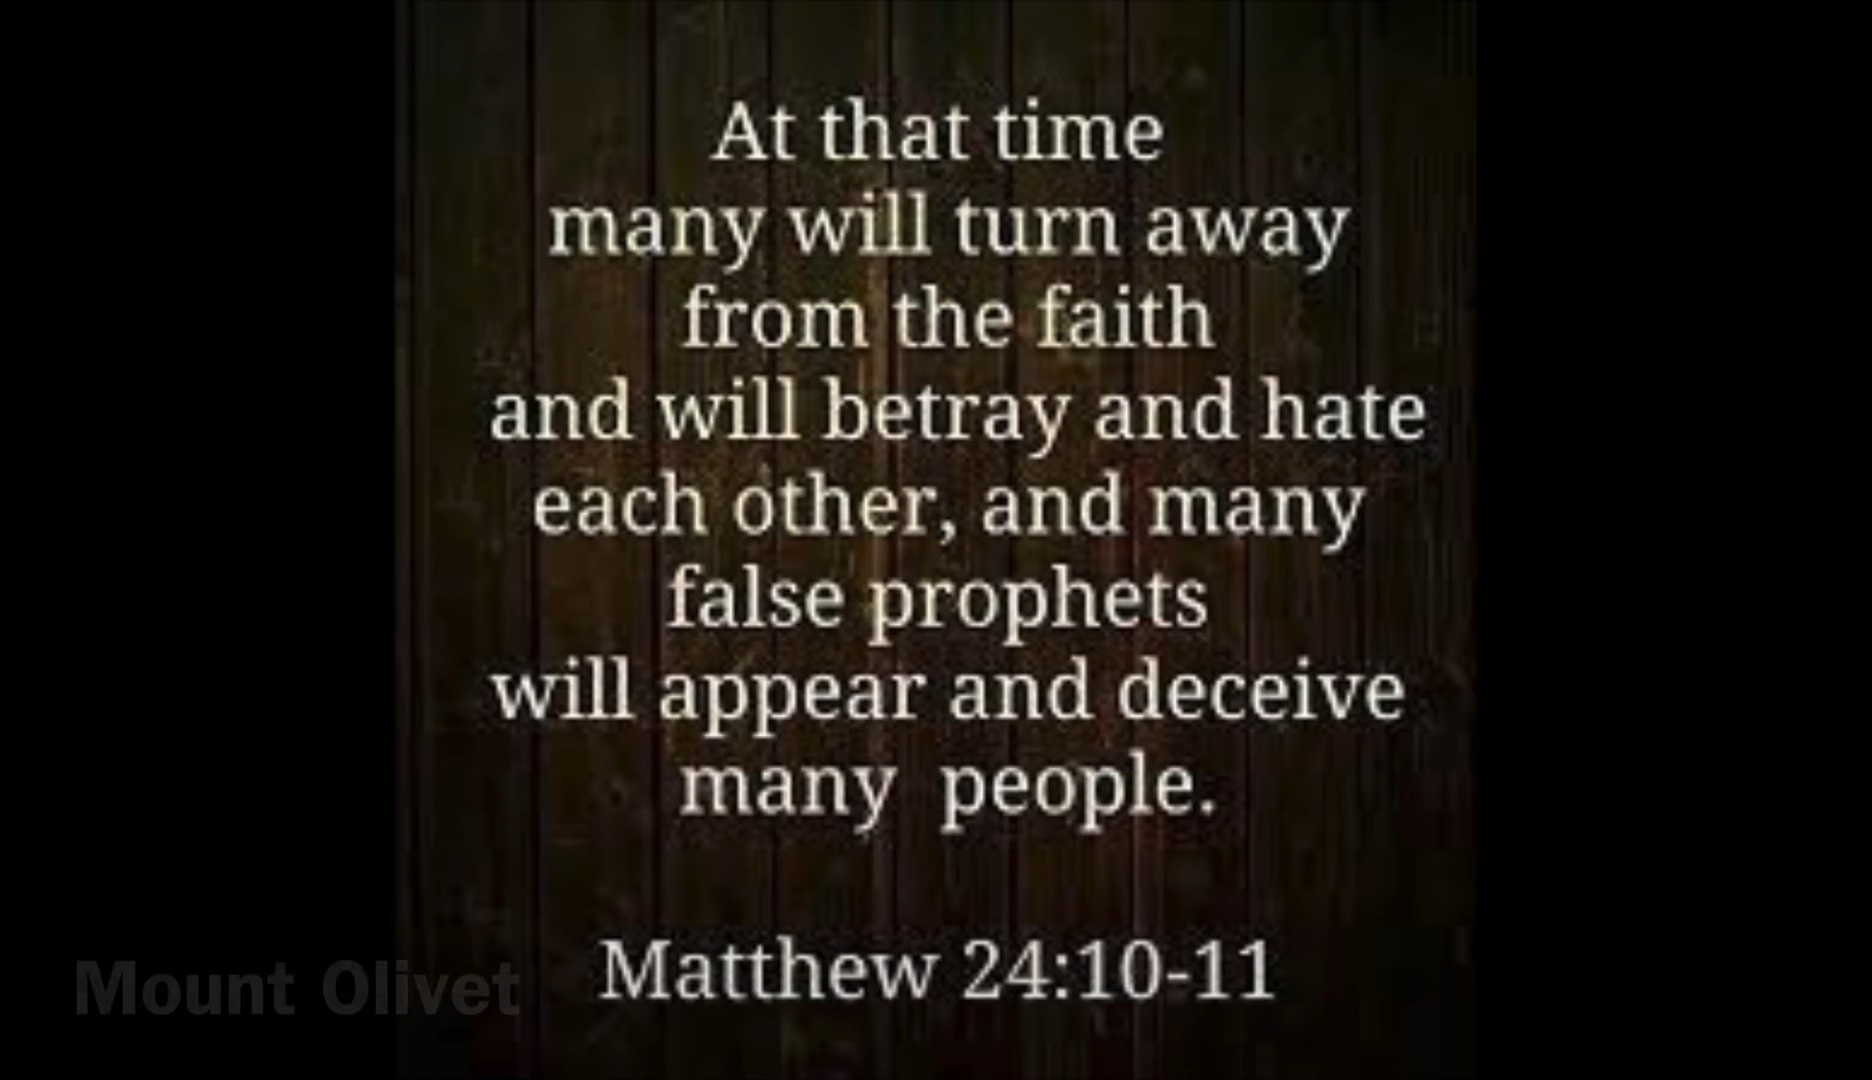 At that time
many will turn away
from the faith
and will betray and hate
each other, and many
false prophets
will appear and deceive
many people.
Matthew 24:10-11
Mount Olivet